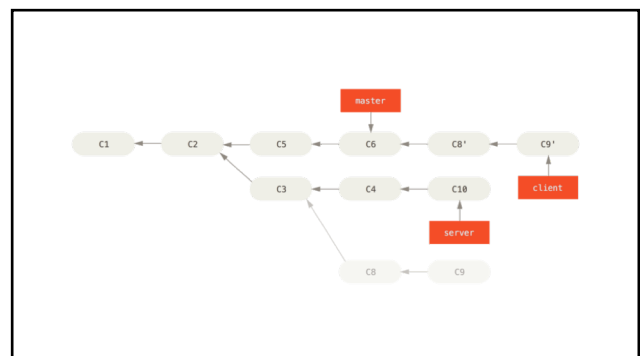 master
C1 C2 C5 C6 C8' C9'
C3 C4 C10 client
server
C8 C9